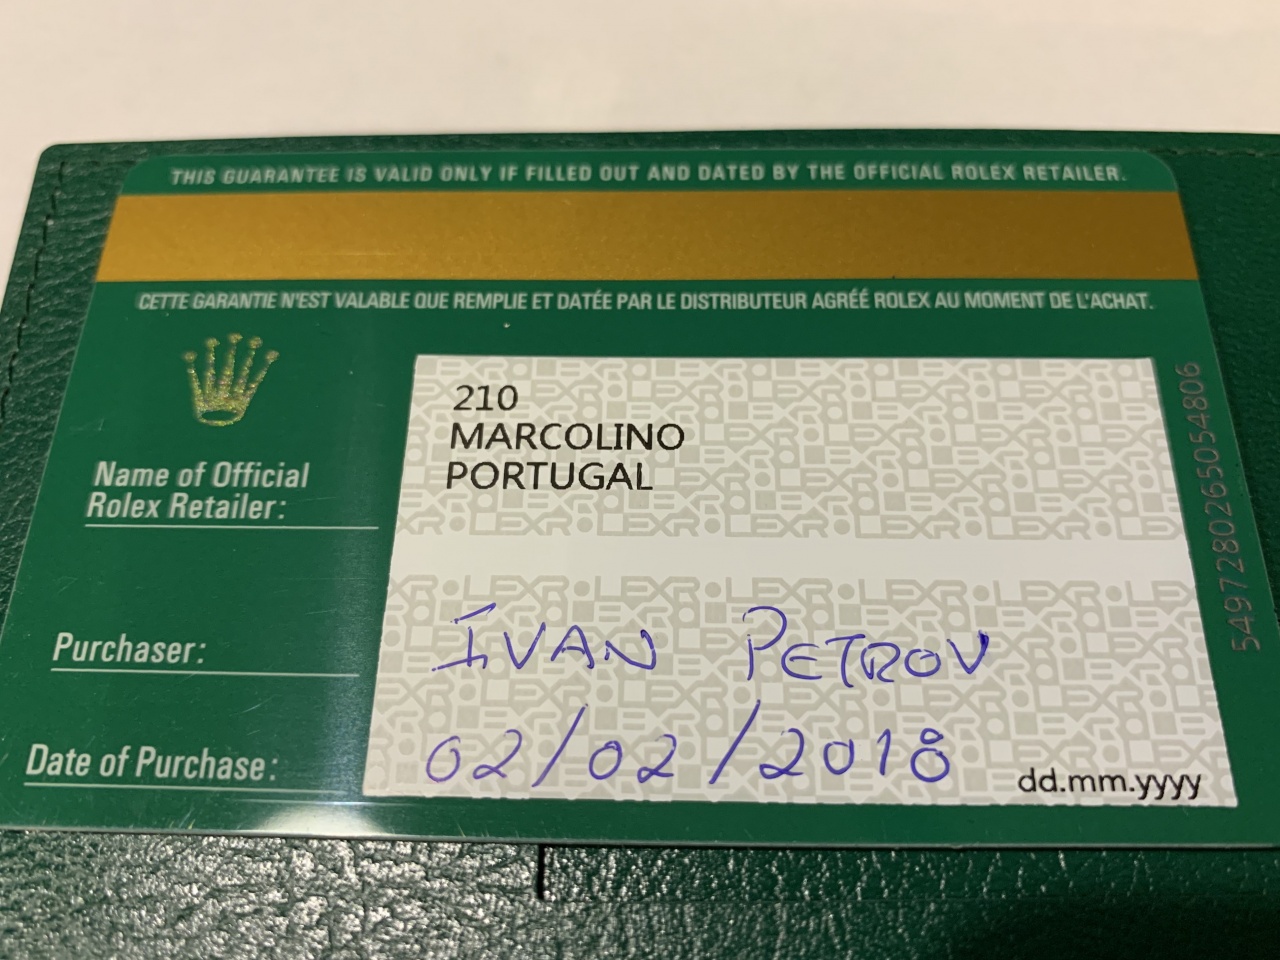 THIS GUARANTEE IS VALID ONLY IF FILLED OUT AND DATED BY THE OFFICIAL ROLEX RETAILER.
CETTE GARANTIE N'EST VALABLE QUE REMPLIE ET DATÉE PAR LE DISTRIBUTEUR AGRÉÉ ROLEX AU MOMENT DE L'ACHAT.
Name of Official
Rolex Retailer:
210
MARCOLINO
PORTUGAL
Purchaser:
IVAN PETROV
Date of Purchase:
02/02/2018
dd.mm.yyyy
5497280265054806